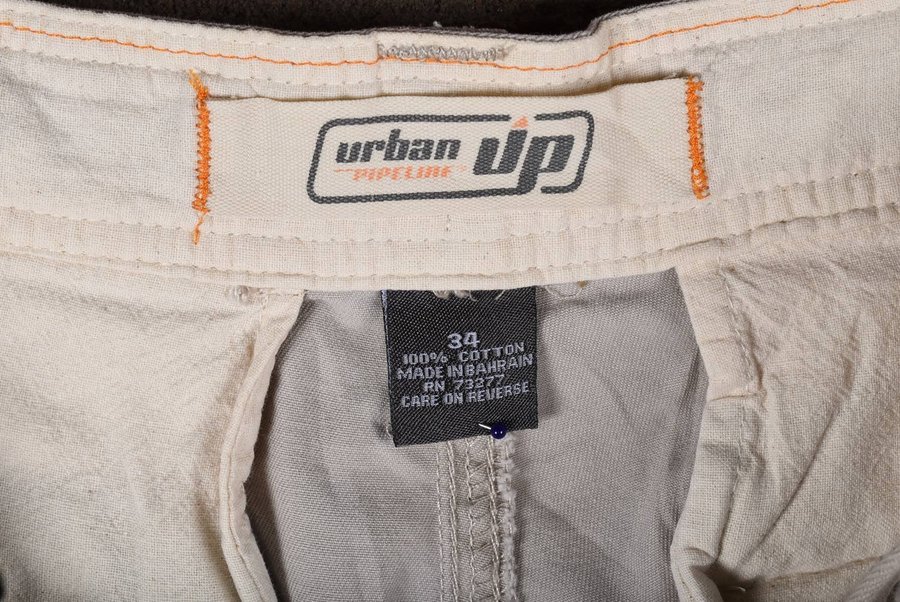 urban
PIPELINE
Up
34
100% COTTON
MADE IN BAHRAIN
RN 73277
CARE ON REVERSE